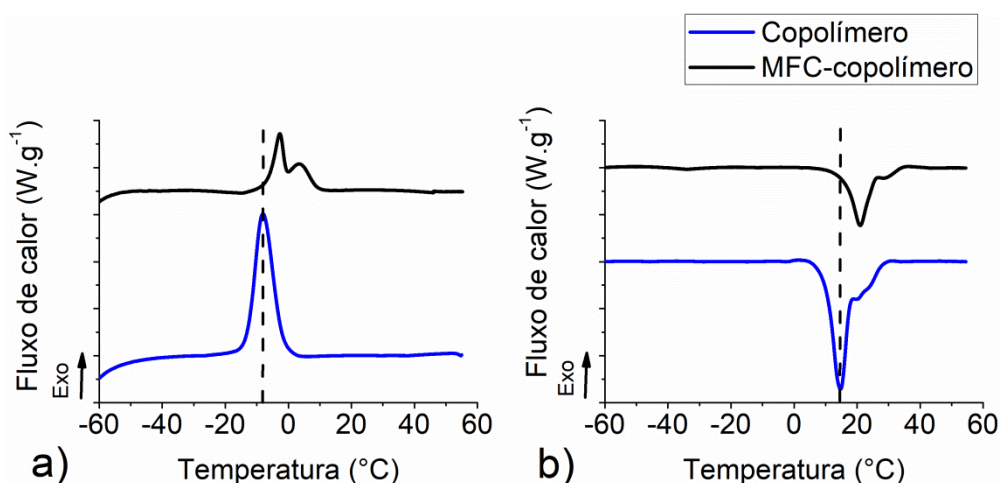 Copolímero
MFC-copolímero
Fluxo de calor (W.g⁻¹)
Exo
-60 -40 -20 0 20 40 60
Temperatura (°C)
a)
Fluxo de calor (W.g⁻¹)
Exo
-60 -40 -20 0 20 40 60
Temperatura (°C)
b)